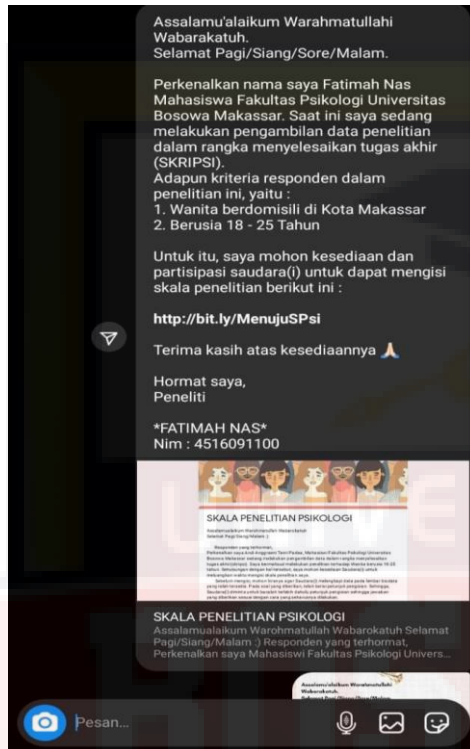 Assalamu'alaikum Warahmatullahi
Wabarakatuh.
Selamat Pagi/Siang/Sore/Malam.
Perkenalkan nama saya Fatimah Nas
Mahasiswa Fakultas Psikologi Universitas
Bosowa Makassar. Saat ini saya sedang
melakukan pengambilan data penelitian
dalam rangka menyelesaikan tugas akhir
(SKRIPSI).
Adapun kriteria responden dalam
penelitian ini, yaitu :
1. Wanita berdomisili di Kota Makassar
2. Berusia 18 - 25 Tahun
Untuk itu, saya mohon kesediaan dan
partisipasi saudara(i) untuk dapat mengisi
skala penelitian berikut ini :
http://bit.ly/MenujuSPsi
Terima kasih atas kesediaannya 🙏🏻
Hormat saya,
Peneliti
*FATIMAH NAS*
Nim : 4516091100
SKALA PENELITIAN PSIKOLOGI
SKALA PENELITIAN PSIKOLOGI
Assalamualaikum Warohmatullah Wabarokatuh Selamat
Pagi/Siang/Malam :) Responden yang terhormat,
Perkenalkan saya Mahasiswi Fakultas Psikologi Univers...
Assalamu'alaikum Warahmatullahi
Wabarakatuh.
Pesan...